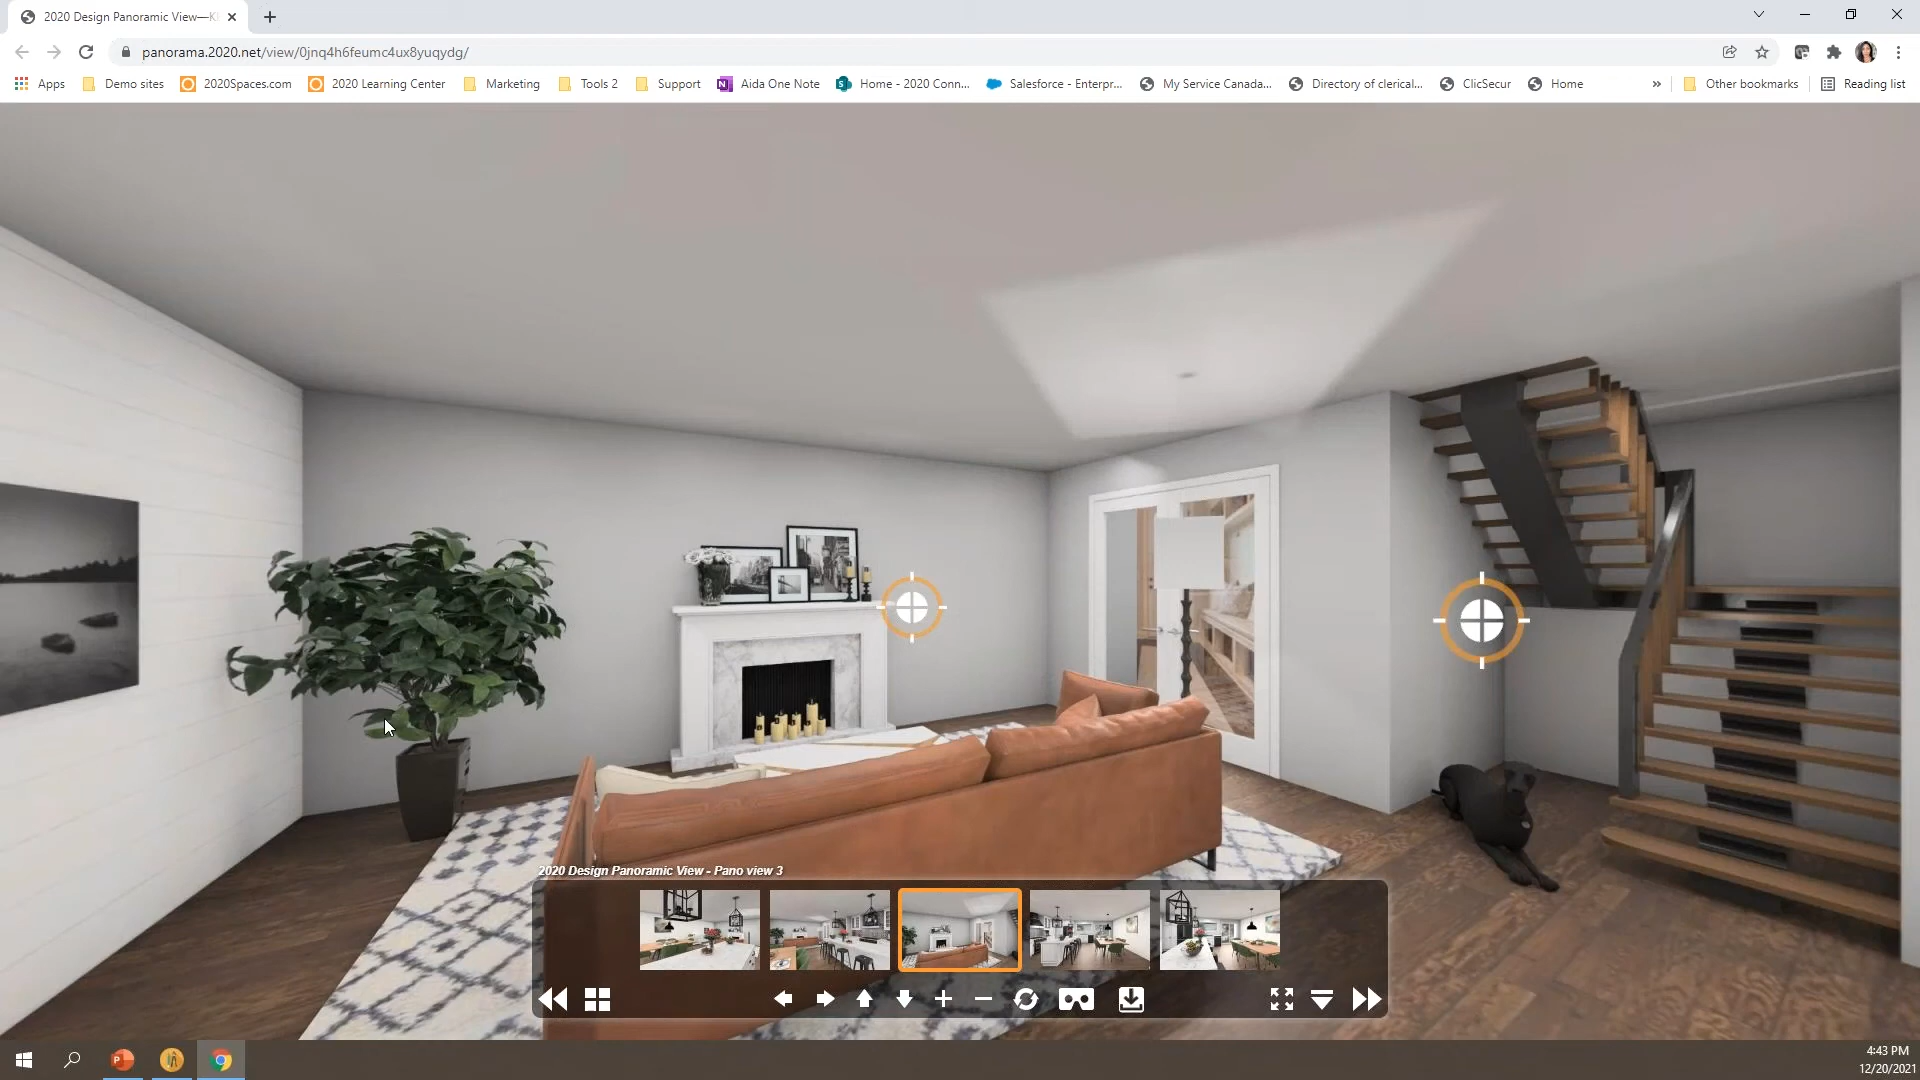 2020 Design Panoramic View—Ki
panorama.2020.net/view/0jnq4h6feumc4ux8yuqydg/
Apps
Demo sites
2020Spaces.com
2020 Learning Center
Marketing
Tools 2
Support
Aida One Note
Home - 2020 Conn...
Salesforce - Enterpr...
My Service Canada...
Directory of clerical...
ClicSecur
Home
»
Other bookmarks
Reading list
2020 Design Panoramic View - Pano view 3
4:43 PM
12/20/2021